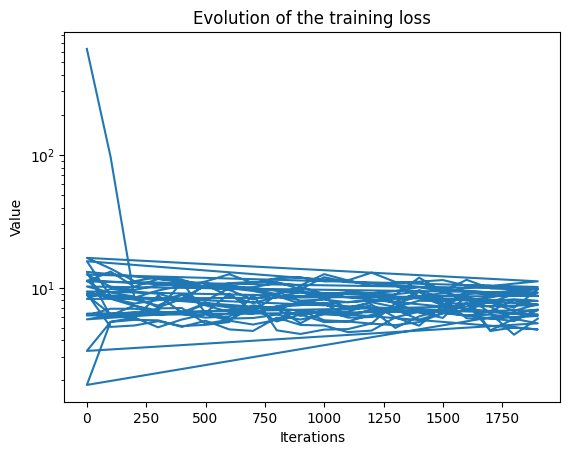 Evolution of the training loss
Value
10²
10¹
0 250 500 750 1000 1250 1500 1750
Iterations